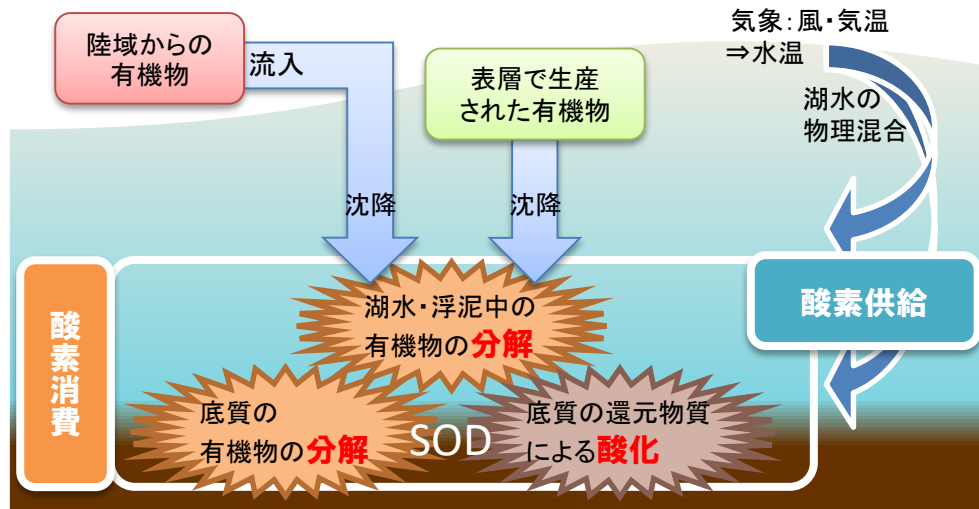 陸域からの
有機物
流入
表層で生産
された有機物
気象：風・気温
⇒水温
湖水の
物理混合
沈降
沈降
酸素消費
酸素供給
湖水・浮泥中の
有機物の分解
底質の
有機物の分解
SOD
底質の還元物質
による酸化